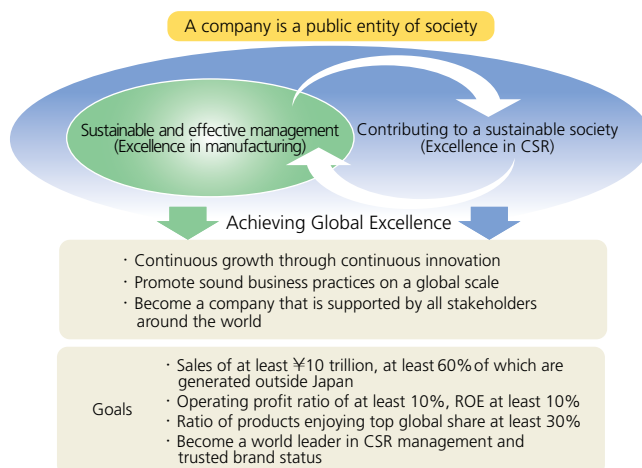 A company is a public entity of society
Sustainable and effective management
(Excellence in manufacturing)
Contributing to a sustainable society
(Excellence in CSR)
Achieving Global Excellence
· Continuous growth through continuous innovation
· Promote sound business practices on a global scale
· Become a company that is supported by all stakeholders
around the world
Goals
· Sales of at least ¥10 trillion, at least 60% of which are
generated outside Japan
· Operating profit ratio of at least 10%, ROE at least 10%
· Ratio of products enjoying top global share at least 30%
· Become a world leader in CSR management and
trusted brand status